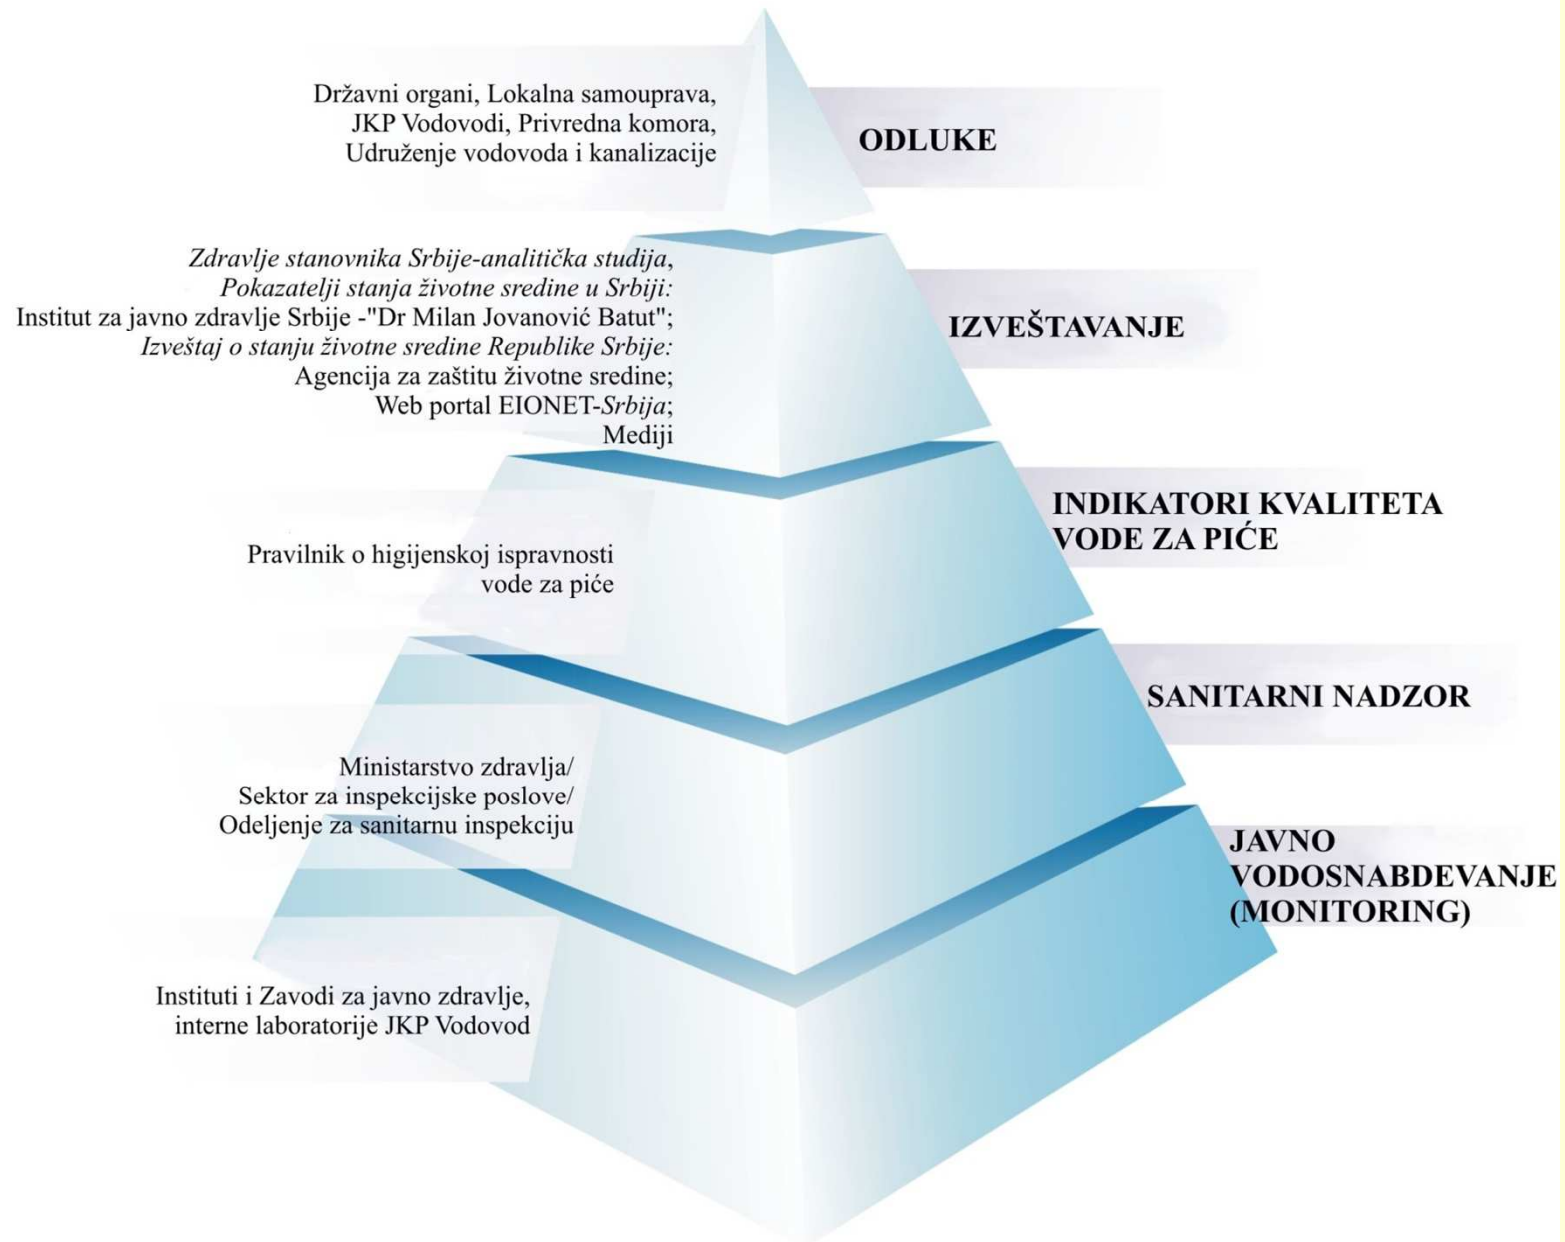 Državni organi, Lokalna samouprava,
JKP Vodovodi, Privredna komora,
Udruženje vodovoda i kanalizacije
ODLUKE
Zdravlje stanovnika Srbije-analitička studija,
Pokazatelji stanja životne sredine u Srbiji:
Institut za javno zdravlje Srbije -"Dr Milan Jovanović Batut";
Izveštaj o stanju životne sredine Republike Srbije:
Agencija za zaštitu životne sredine;
Web portal EIONET-Srbija;
Mediji
IZVEŠTAVANJE
Pravilnik o higijenskoj ispravnosti
vode za piće
INDIKATORI KVALITETA
VODE ZA PIĆE
Ministarstvo zdravlja/
Sektor za inspekcijske poslove/
Odeljenje za sanitarnu inspekciju
SANITARNI NADZOR
Instituti i Zavodi za javno zdravlje,
interne laboratorije JKP Vodovod
JAVNO
VODOSNABDEVANJE
(MONITORING)